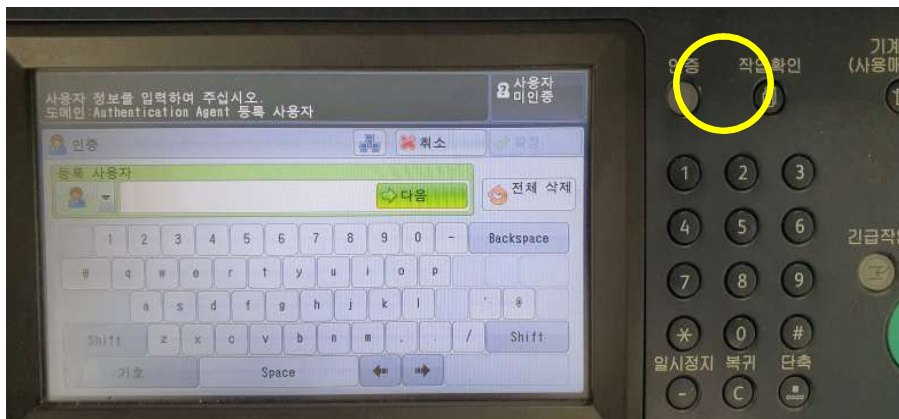 사용자 정보를 입력하여 주십시오.
도메인:Authentication Agent 등록 사용자
사용자
미인증
인증
취소
확정
등록 사용자
다음
전체 삭제
1 2 3 4 5 6 7 8 9 0 - Backspace
# q w e r t y u i o p
a s d f g h j k l ' @
Shift z x c v b n m , . / Shift
기호 Space
인증
작업확인
기계
(사용매
1 2 3
4 5 6
7 8 9
* 0 #
긴급작업
일시정지 복귀 단축
- C